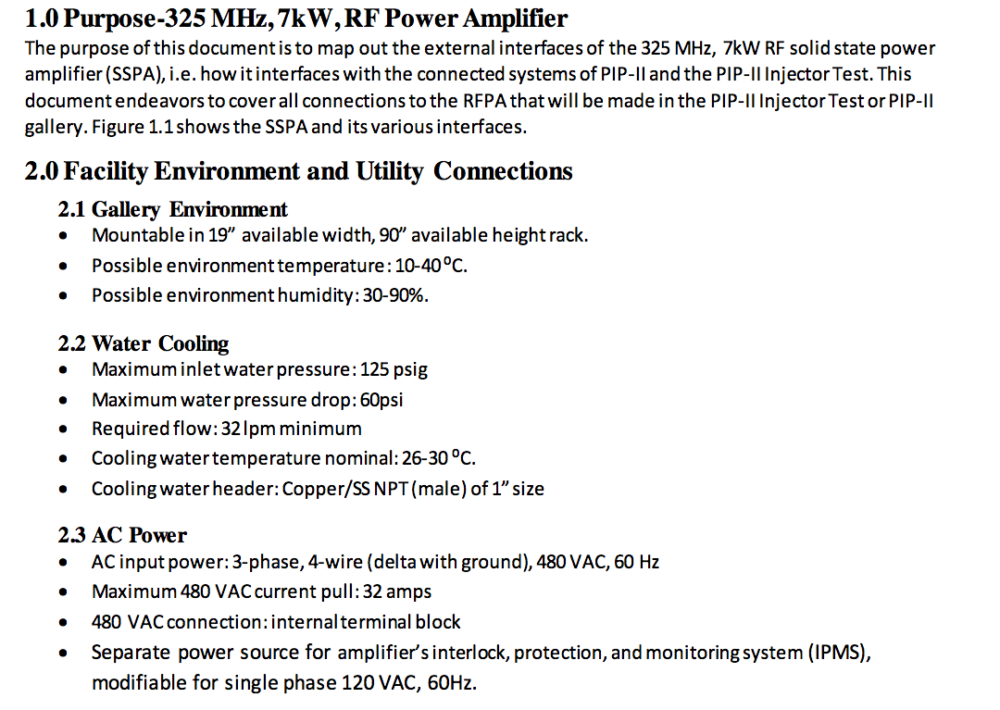 1.0 Purpose-325 MHz, 7kW, RF Power Amplifier
The purpose of this document is to map out the external interfaces of the 325 MHz, 7kW RF solid state power
amplifier (SSPA), i.e. how it interfaces with the connected systems of PIP-II and the PIP-II Injector Test. This
document endeavors to cover all connections to the RFPA that will be made in the PIP-II Injector Test or PIP-II
gallery. Figure 1.1 shows the SSPA and its various interfaces.
2.0 Facility Environment and Utility Connections
2.1 Gallery Environment
• Mountable in 19” available width, 90” available height rack.
• Possible environment temperature: 10-40 ⁰C.
• Possible environment humidity: 30-90%.
2.2 Water Cooling
• Maximum inlet water pressure: 125 psig
• Maximum water pressure drop: 60psi
• Required flow: 32 lpm minimum
• Cooling water temperature nominal: 26-30 ⁰C.
• Cooling water header: Copper/SS NPT (male) of 1” size
2.3 AC Power
• AC input power: 3-phase, 4-wire (delta with ground), 480 VAC, 60 Hz
• Maximum 480 VAC current pull: 32 amps
• 480 VAC connection: internal terminal block
• Separate power source for amplifier’s interlock, protection, and monitoring system (IPMS),
modifiable for single phase 120 VAC, 60Hz.